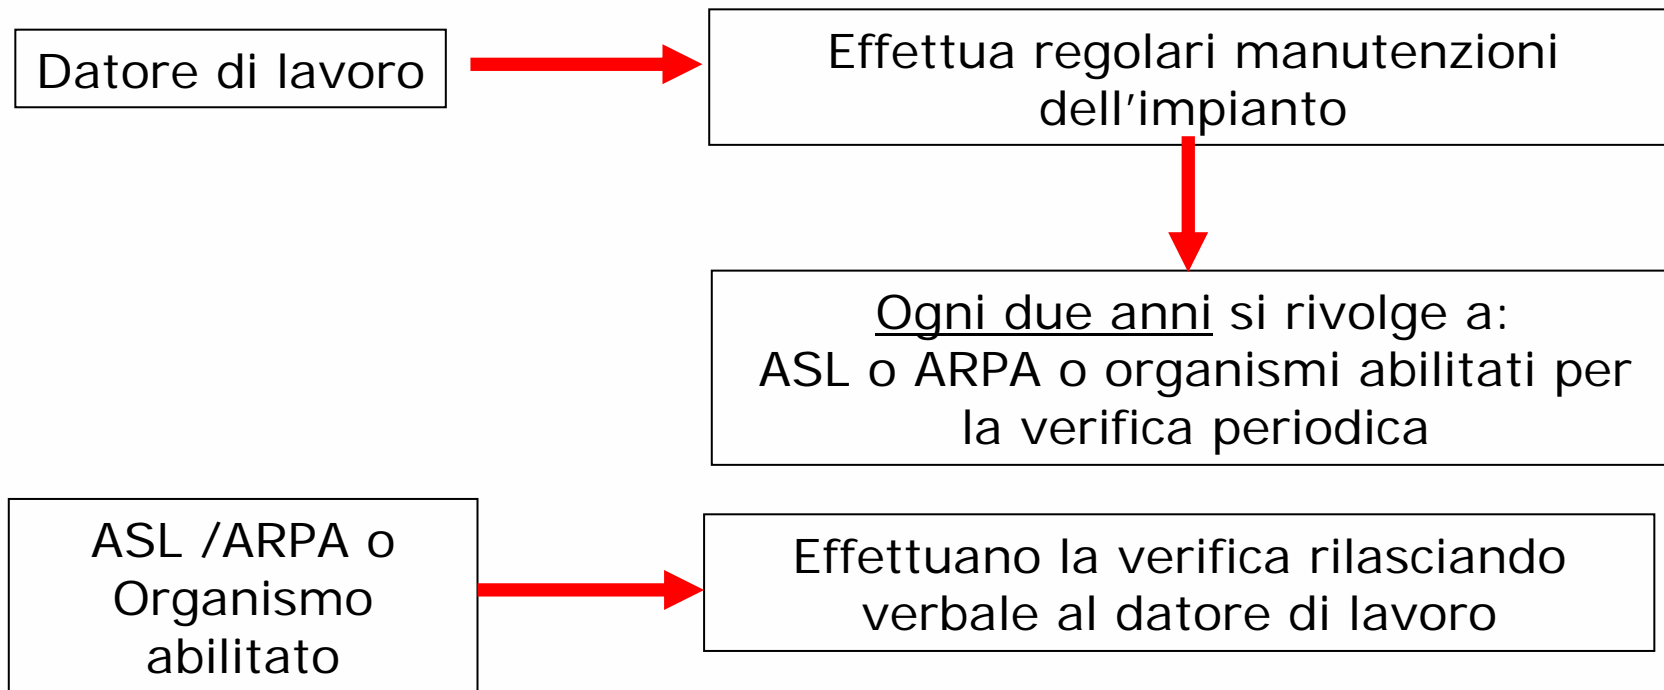 Datore di lavoro
Effettua regolari manutenzioni
dell’impianto
Ogni due anni si rivolge a:
ASL o ARPA o organismi abilitati per
la verifica periodica
ASL /ARPA o
Organismo
abilitato
Effettuano la verifica rilasciando
verbale al datore di lavoro